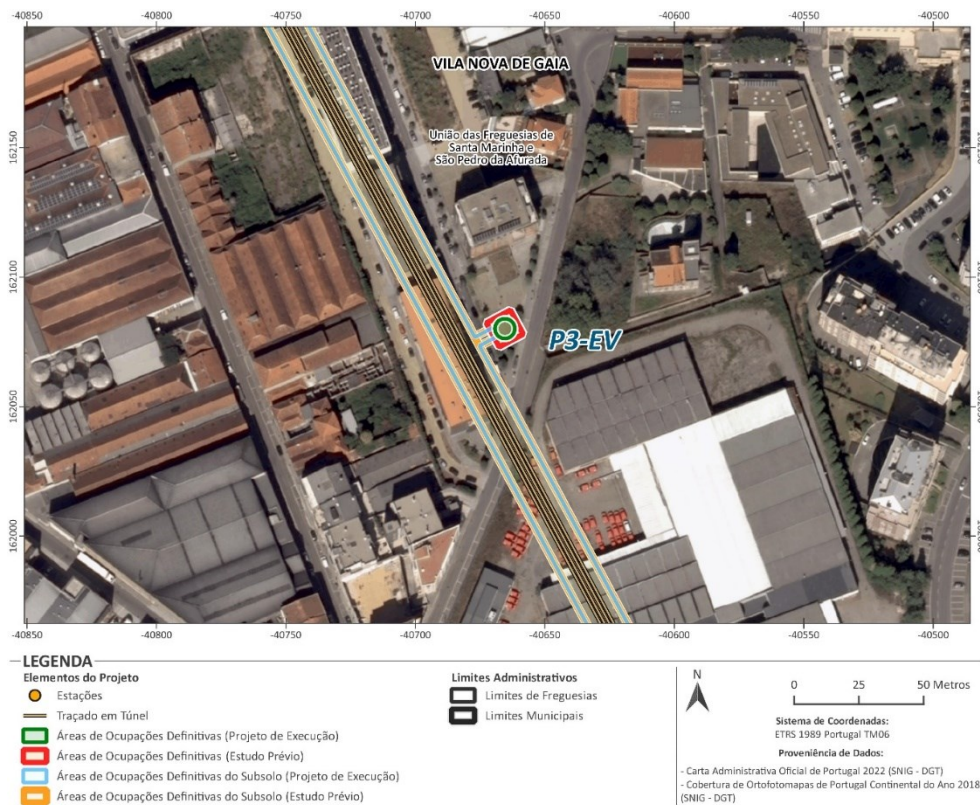 -40850 -40800 -40750 -40700 -40650 -40600 -40550 -40500
VILA NOVA DE GAIA
162150
União das Freguesias de
Santa Marinha e
São Pedro da Afurada
162100
P3-EV
162050
162000
-40850 -40800 -40750 -40700 -40650 -40600 -40550 -40500
LEGENDA
Elementos do Projeto
Estações
Traçado em Túnel
Áreas de Ocupações Definitivas (Projeto de Execução)
Áreas de Ocupações Definitivas (Estudo Prévio)
Áreas de Ocupações Definitivas do Subsolo (Projeto de Execução)
Áreas de Ocupações Definitivas do Subsolo (Estudo Prévio)
Limites Administrativos
Limites de Freguesias
Limites Municipais
N
0 25 50 Metros
Sistema de Coordenadas:
ETRS 1989 Portugal TM06
Proveniência de Dados:
- Carta Administrativa Oficial de Portugal 2022 (SNIG - DGT)
- Cobertura de Ortofotomapas de Portugal Continental do Ano 2018
(SNIG - DGT)